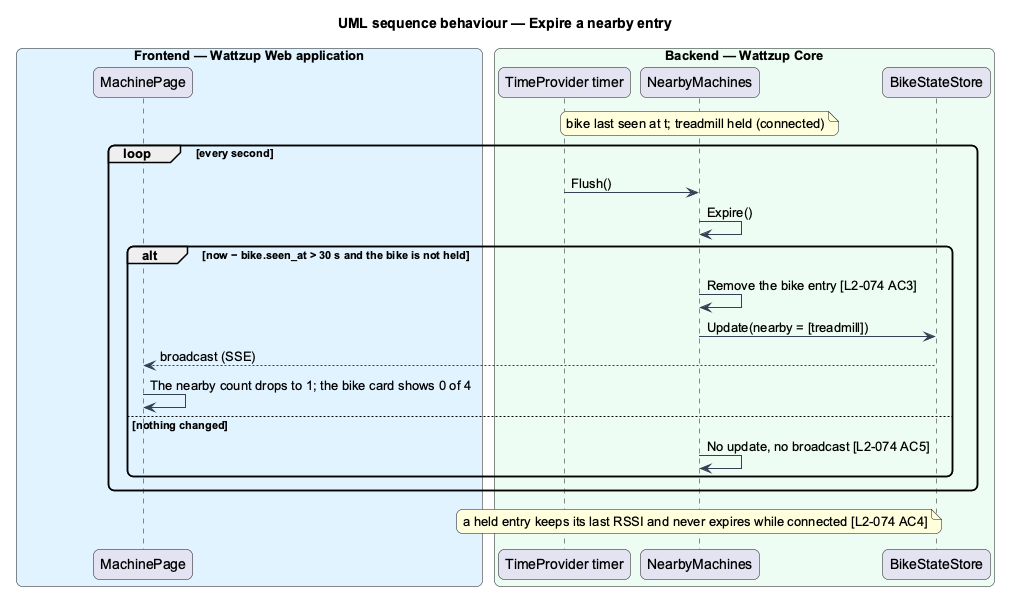 UML sequence behaviour — Expire a nearby entry
Frontend — Wattzup Web application
Backend — Wattzup Core
MachinePage
TimeProvider timer
NearbyMachines
BikeStateStore
bike last seen at t; treadmill held (connected)
loop
[every second]
Flush()
Expire()
alt
[now − bike.seen_at > 30 s and the bike is not held]
Remove the bike entry [L2-074 AC3]
Update(nearby = [treadmill])
broadcast (SSE)
The nearby count drops to 1; the bike card shows 0 of 4
[nothing changed]
No update, no broadcast [L2-074 AC5]
a held entry keeps its last RSSI and never expires while connected [L2-074 AC4]
MachinePage
TimeProvider timer
NearbyMachines
BikeStateStore